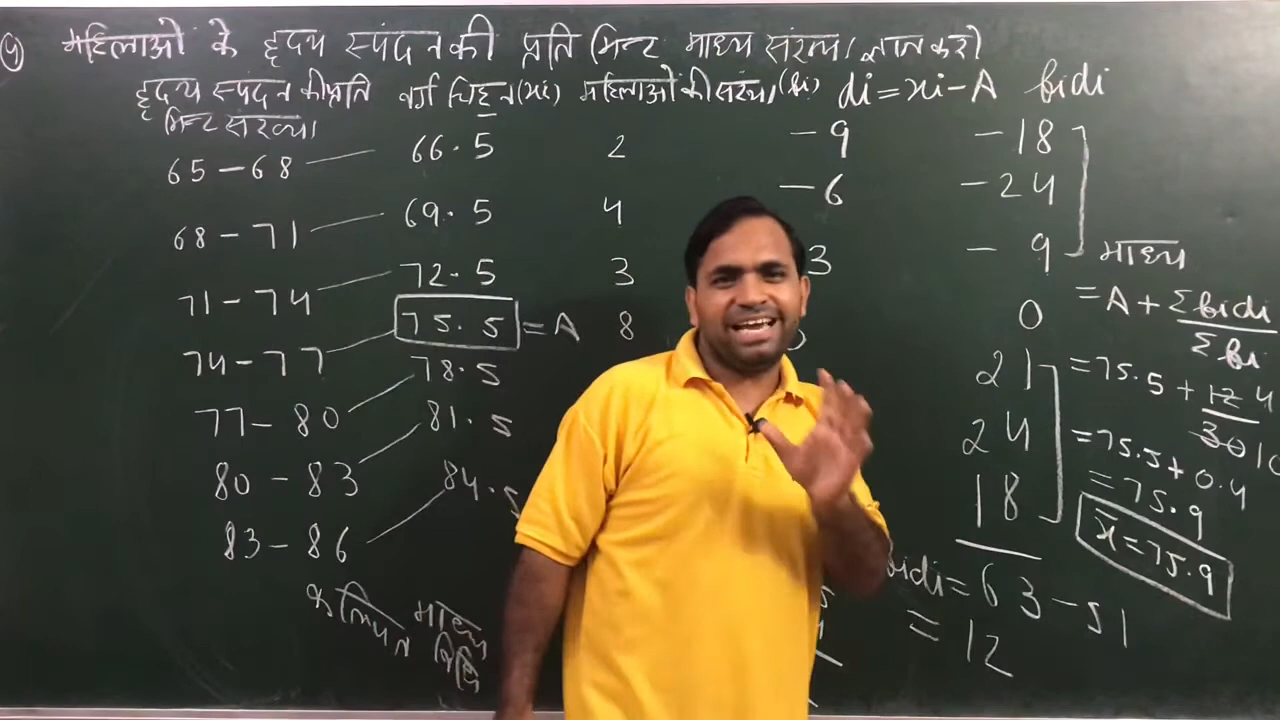 महिलाओ के हृदय स्पंदन की प्रति मिनट माध्य संख्या ज्ञात करो
हृदय स्पंदन की प्रति वर्ग चिह्न(xi) महिलाओं की संख्या(fi) di=xi-A fidi
मिनट संख्या
65-68 66.5 2 -9 -18
68-71 69.5 4 -6 -24
71-74 72.5 3 3 -9
74-77 75.5 =A 8 0
77-80 78.5 21
80-83 81.5 24
83-86 84.5 18
माध्य
=A+Σfidi
Σfi
=75.5+12 4
30 10
=75.5+0.4
=75.9
x̄=75.9
fidi=63-51
=12
कल्पित माध्य
विधि